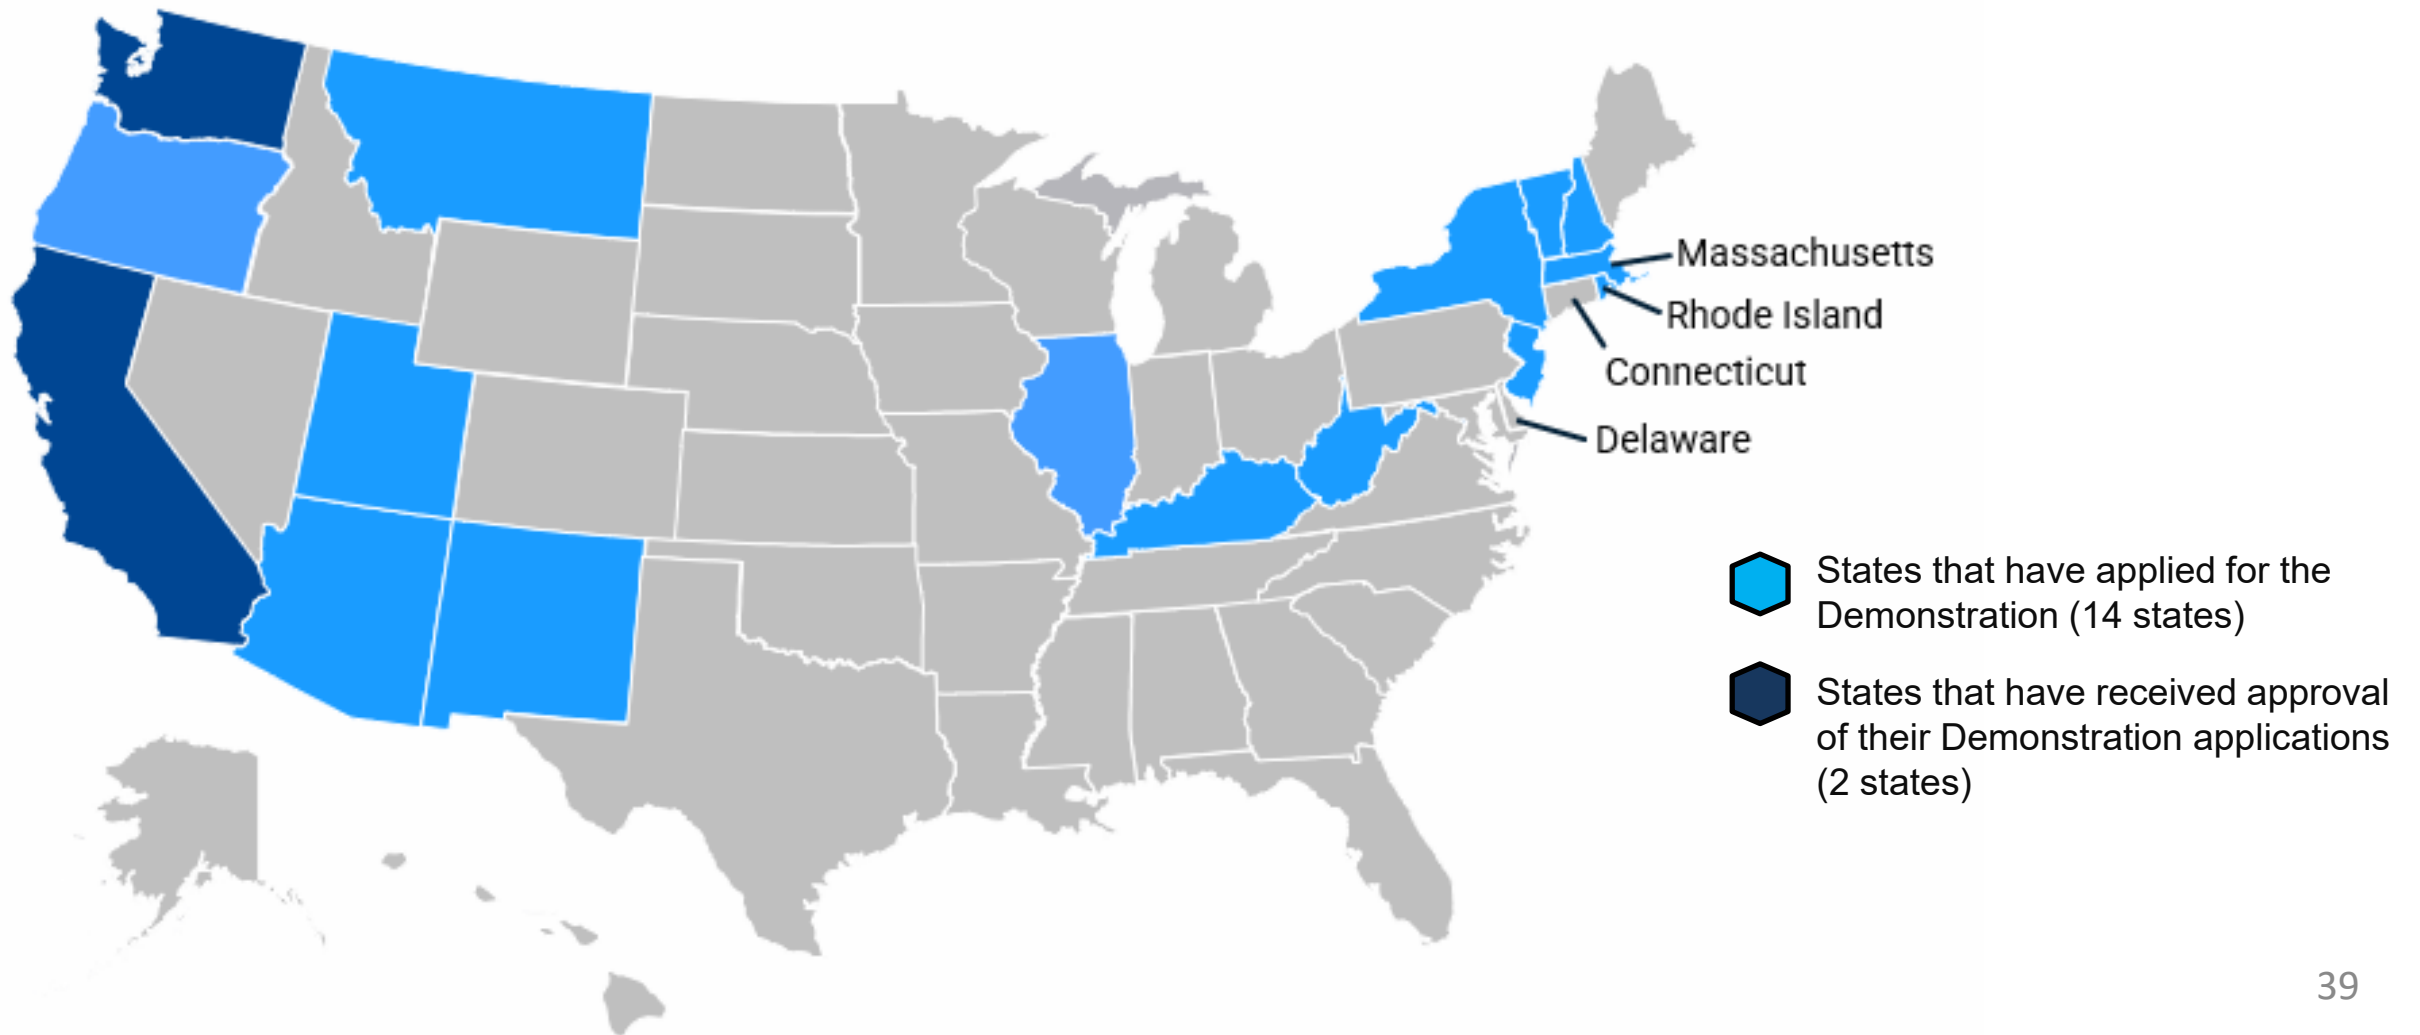 Massachusetts
Rhode Island
Connecticut
Delaware
States that have applied for the
Demonstration (14 states)
States that have received approval
of their Demonstration applications
(2 states)
39